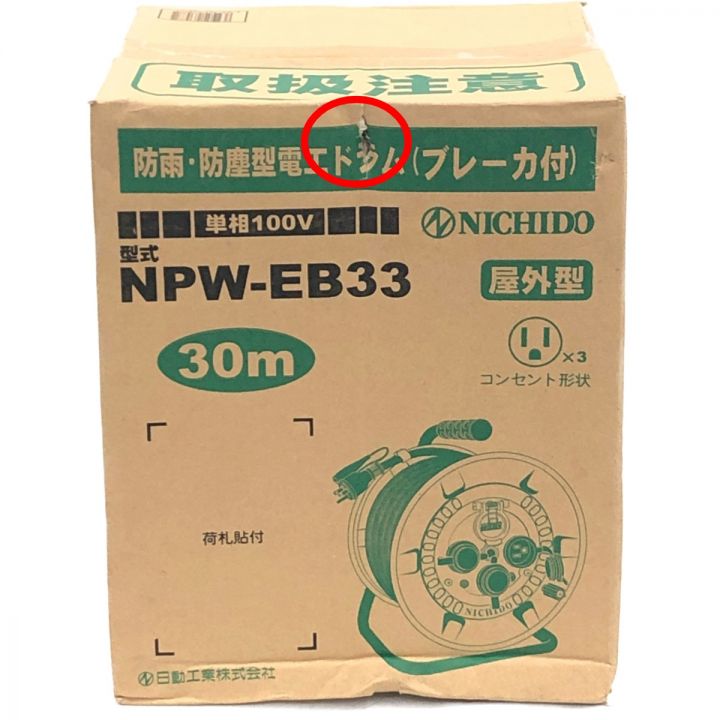 取扱注意
防雨・防塵型電工ドラム(ブレーカ付)
単相100V
NICHIDO
型式
NPW-EB33
屋外型
30m
×3
コンセント形状
荷札貼付
NICHIDO
日動工業株式会社